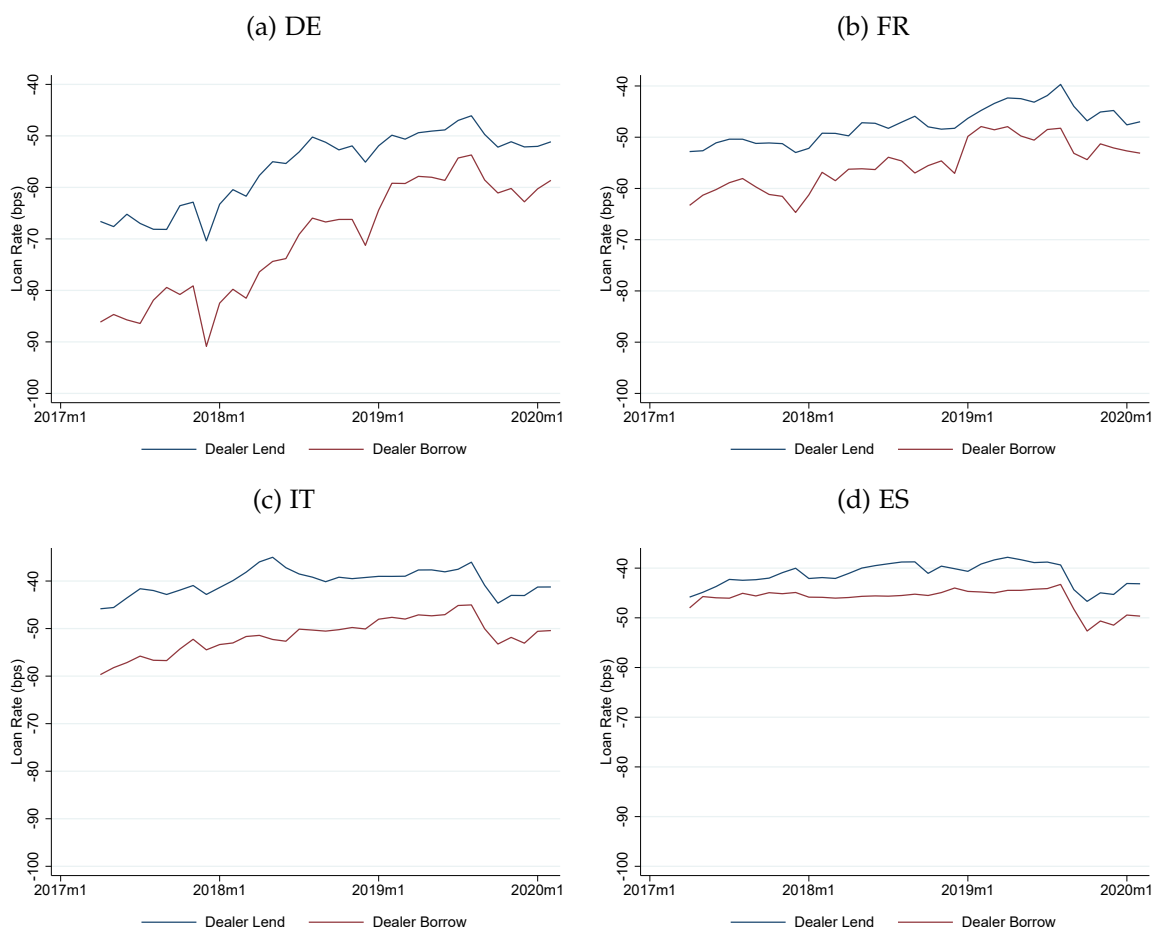 (a) DE
Loan Rate (bps)
-40
-50
-60
-70
-80
-90
-100
2017m1 2018m1 2019m1 2020m1
Dealer Lend Dealer Borrow
(b) FR
Loan Rate (bps)
-40
-50
-60
-70
-80
-90
-100
2017m1 2018m1 2019m1 2020m1
Dealer Lend Dealer Borrow
(c) IT
Loan Rate (bps)
-40
-50
-60
-70
-80
-90
-100
2017m1 2018m1 2019m1 2020m1
Dealer Lend Dealer Borrow
(d) ES
Loan Rate (bps)
-40
-50
-60
-70
-80
-90
-100
2017m1 2018m1 2019m1 2020m1
Dealer Lend Dealer Borrow